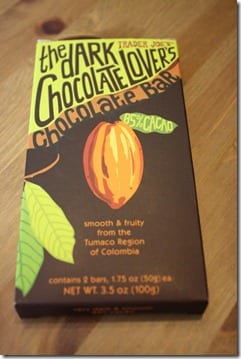 the DARK
TRADER JOE'S
CHOCOLATE LOVER'S
CHOCOLATE BAR
85% CACAO
smooth & fruity
from the
Tumaco Region
of Colombia
contains 2 bars, 1.75 oz (50g) ea.
NET WT. 3.5 oz (100g)